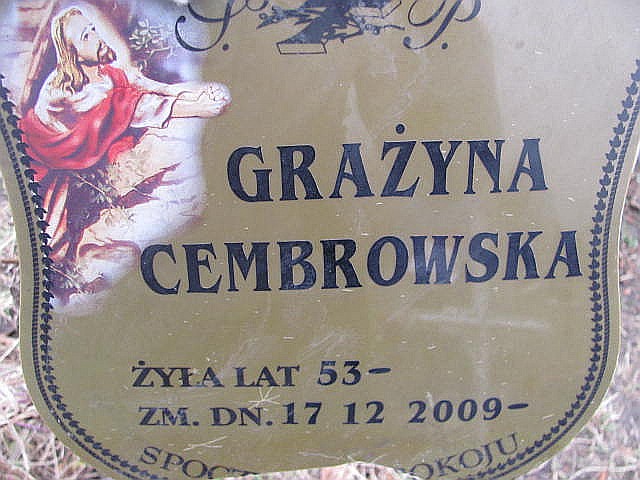 Ś. P.
GRAŻYNA
CEMBROWSKA
ŻYŁA LAT 53-
ZM. DN. 17 12 2009-